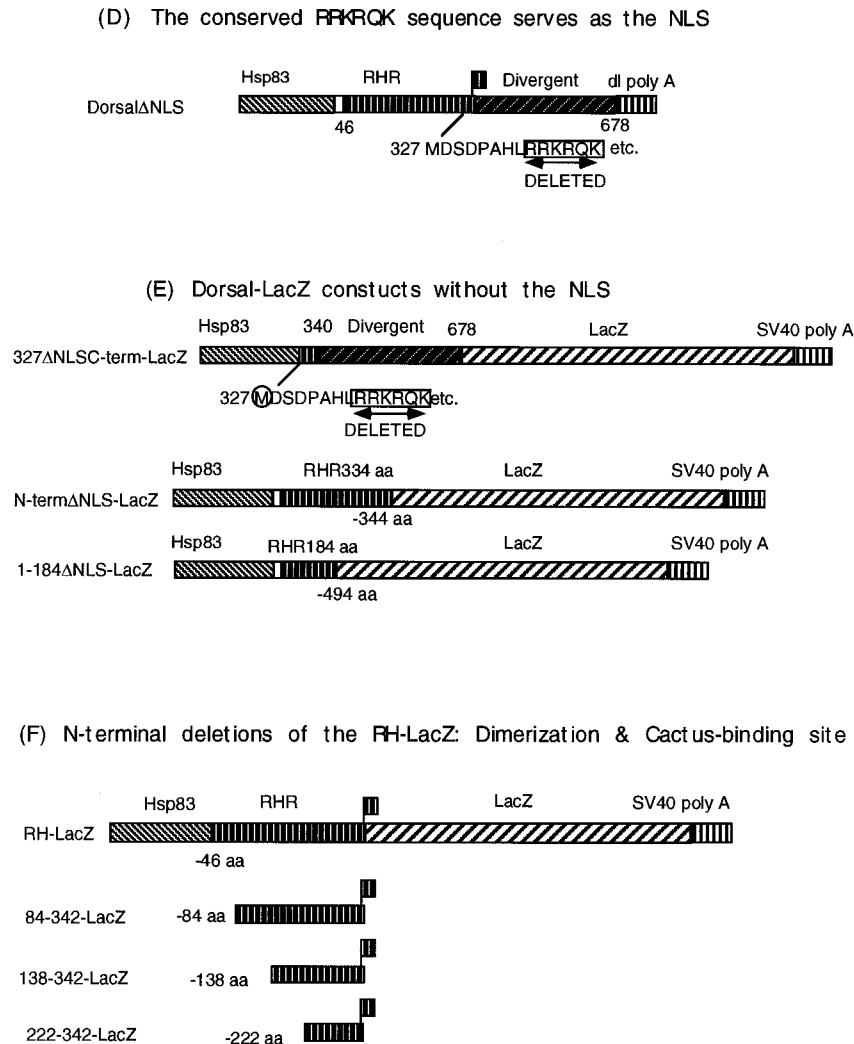 (D) The conserved RRKRQK sequence serves as the NLS
Hsp83 RHR Divergent dl poly A
DorsalΔNLS
46 678
327 MDSDPAHLRRKRQK etc.
DELETED
(E) Dorsal-LacZ constucts without the NLS
Hsp83 340 Divergent 678 LacZ SV40 poly A
327ΔNLSC-term-LacZ
327 MDSDPAHLRRKRQKetc.
DELETED
Hsp83 RHR334 aa LacZ SV40 poly A
N-termΔNLS-LacZ
-344 aa
Hsp83 RHR184 aa LacZ SV40 poly A
1-184ΔNLS-LacZ
-494 aa
(F) N-terminal deletions of the RH-LacZ: Dimerization & Cactus-binding site
Hsp83 RHR LacZ SV40 poly A
RH-LacZ
-46 aa
84-342-LacZ -84 aa
138-342-LacZ -138 aa
222-342-LacZ -222 aa